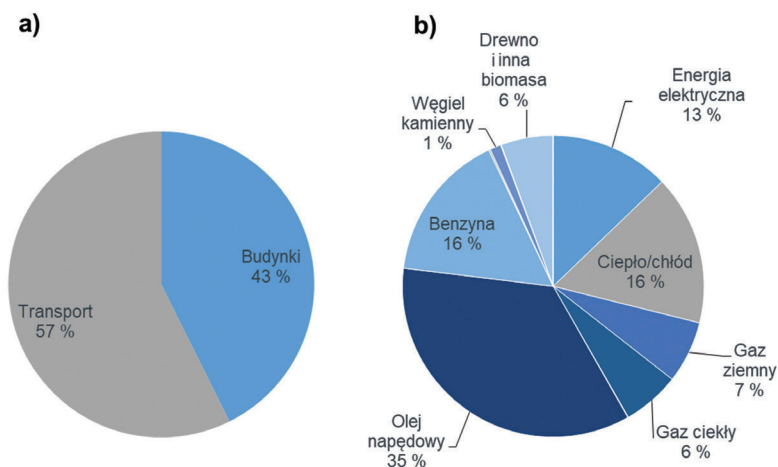 a)
Budynki
43 %
Transport
57 %
b)
Drewno
i inna
biomasa
6 %
Energia
elektryczna
13 %
Węgiel
kamienny
1 %
Benzyna
16 %
Ciepło/chłód
16 %
Gaz
ziemny
7 %
Gaz ciekły
6 %
Olej
napędowy
35 %